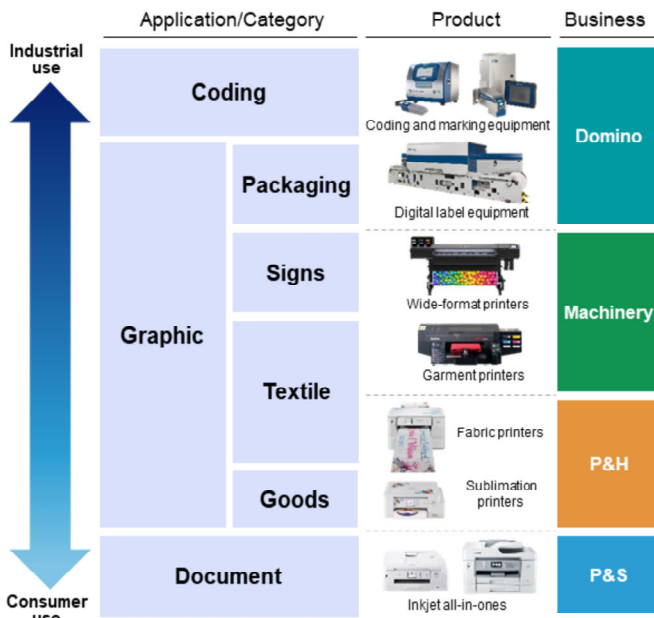 Application/Category
Product
Business
Industrial
use
Coding
Coding and marking equipment
Domino
Graphic
Packaging
Digital label equipment
Signs
Wide-format printers
Machinery
Textile
Garment printers
Fabric printers
P&H
Goods
Sublimation
printers
Document
Inkjet all-in-ones
P&S
Consumer
use